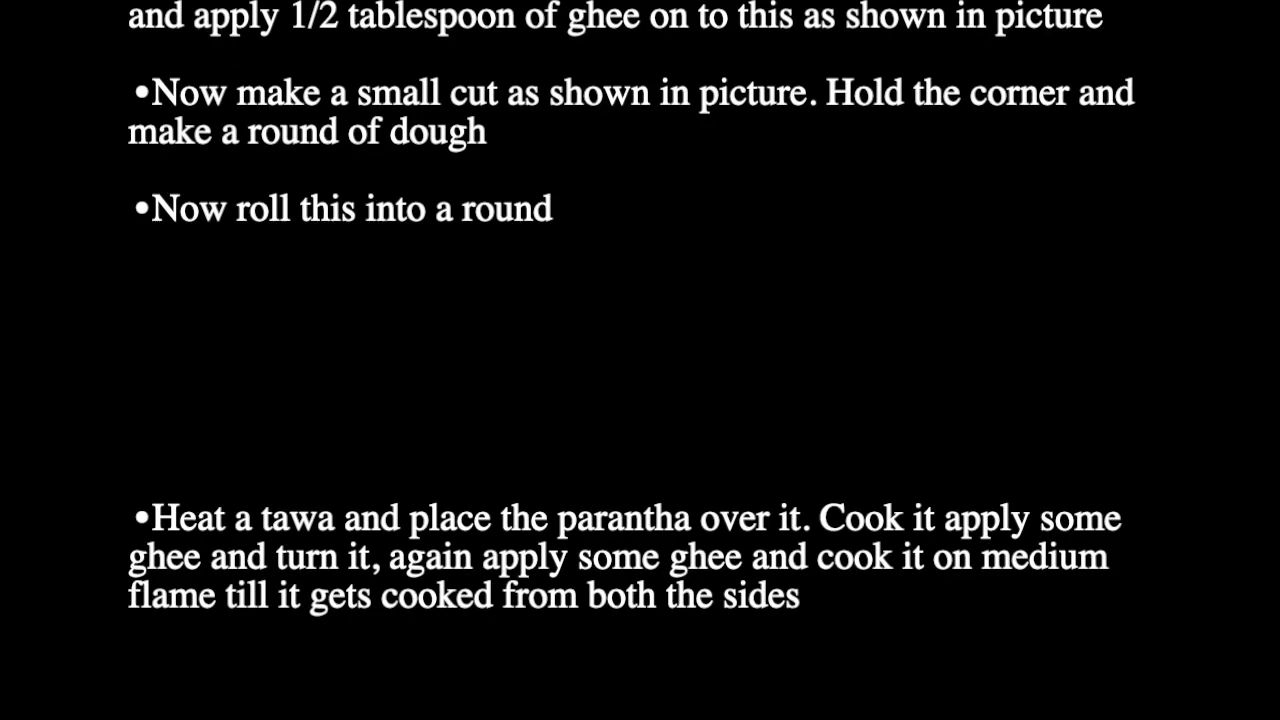 and apply 1/2 tablespoon of ghee on to this as shown in picture
•Now make a small cut as shown in picture. Hold the corner and
make a round of dough
•Now roll this into a round
•Heat a tawa and place the parantha over it. Cook it apply some
ghee and turn it, again apply some ghee and cook it on medium
flame till it gets cooked from both the sides